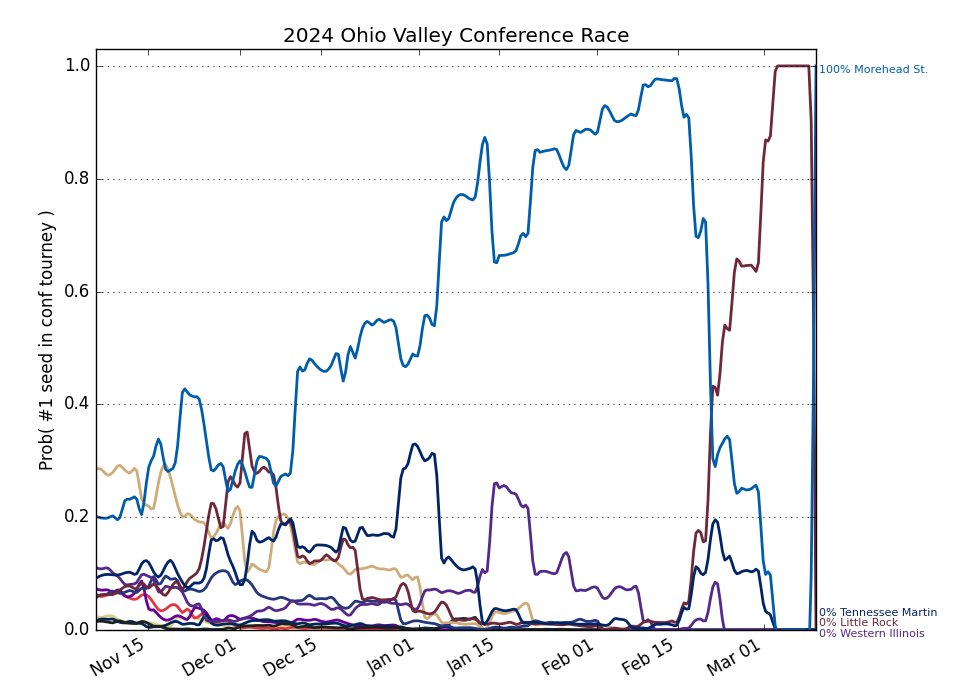 2024 Ohio Valley Conference Race
Prob( #1 seed in conf tourney )
1.0
0.8
0.6
0.4
0.2
0.0
Nov 15
Dec 01
Dec 15
Jan 01
Jan 15
Feb 01
Feb 15
Mar 01
100% Morehead St.
0% Tennessee Martin
0% Little Rock
0% Western Illinois